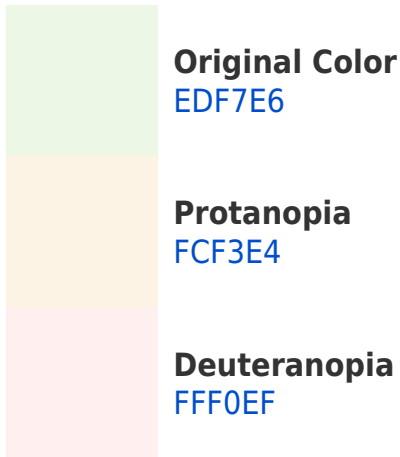 Original Color
EDF7E6
Protanopia
FCF3E4
Deuteranopia
FFF0EF